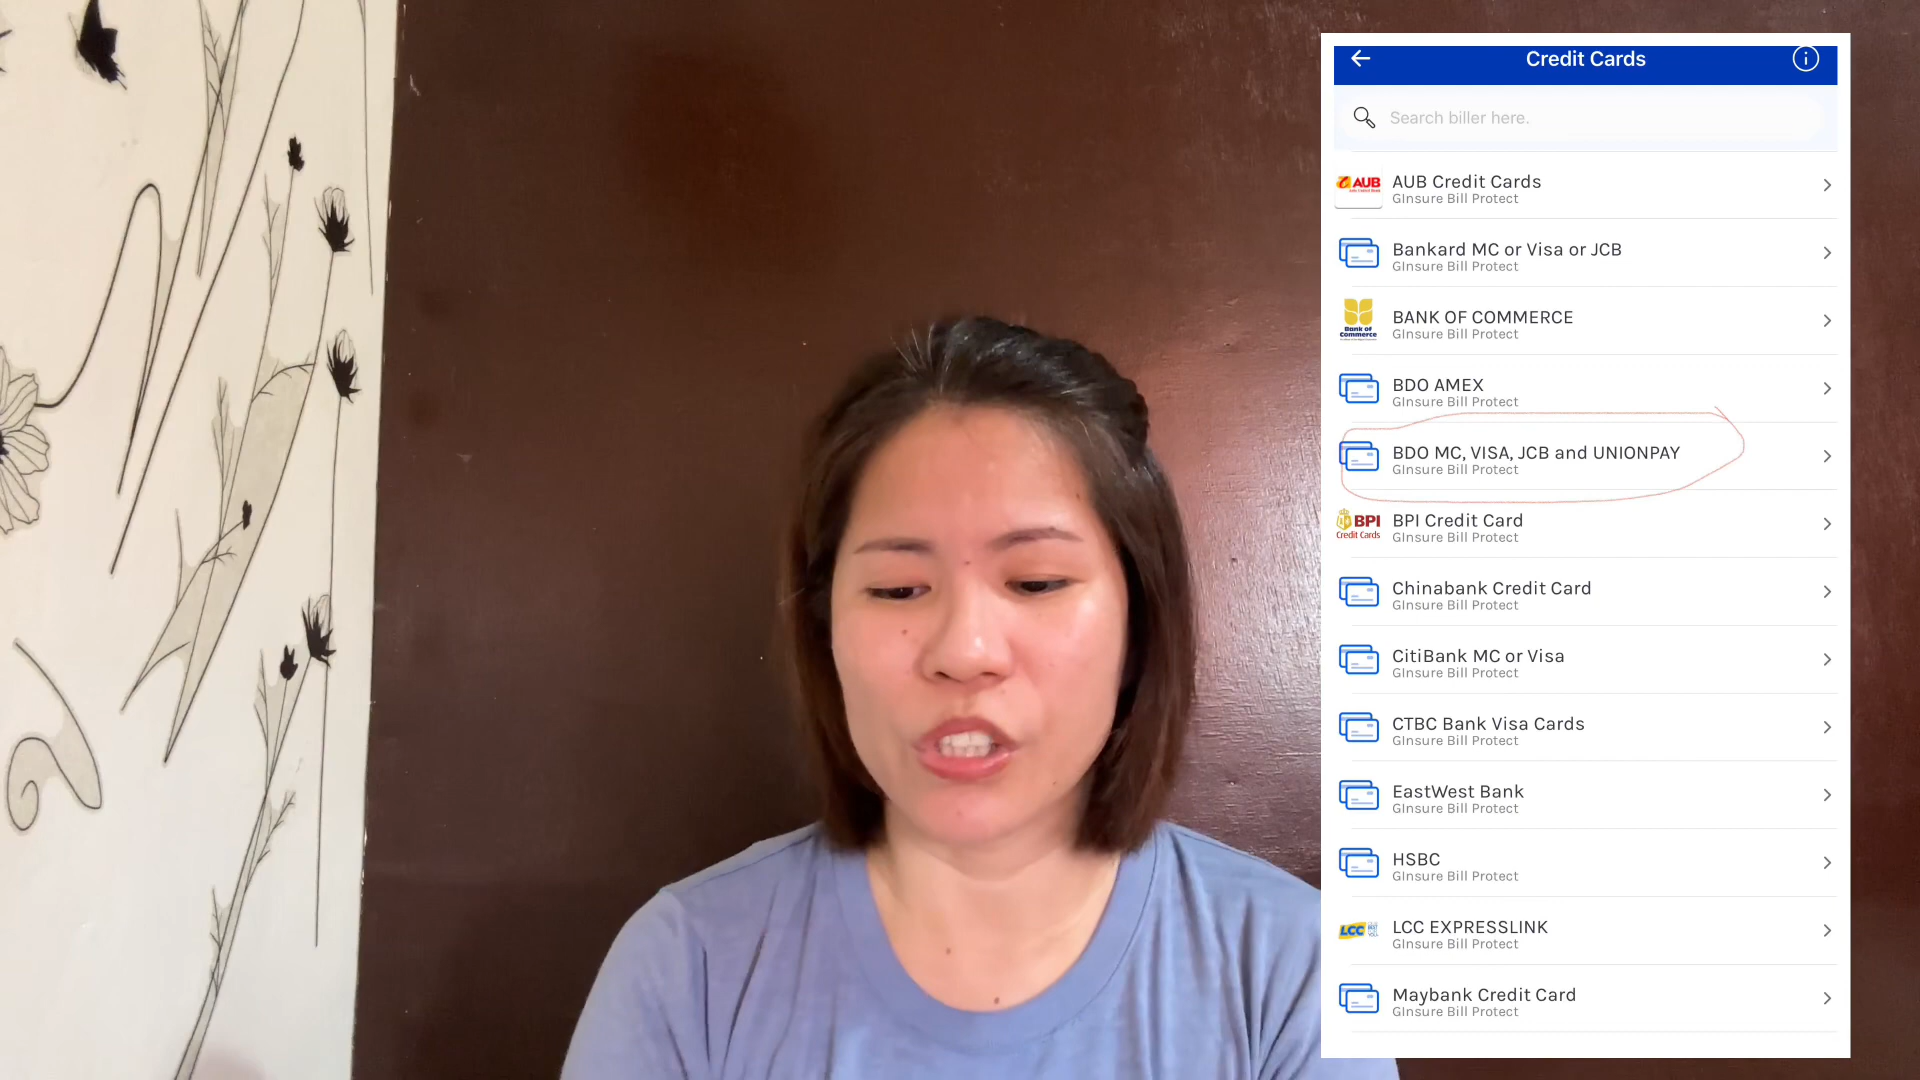 Credit Cards
Search biller here.
AUB
AUB Credit Cards
GInsure Bill Protect
Bankard MC or Visa or JCB
GInsure Bill Protect
Bank of
Commerce
BANK OF COMMERCE
GInsure Bill Protect
BDO AMEX
GInsure Bill Protect
BDO MC, VISA, JCB and UNIONPAY
GInsure Bill Protect
BPI
Credit Cards
BPI Credit Card
GInsure Bill Protect
Chinabank Credit Card
GInsure Bill Protect
CitiBank MC or Visa
GInsure Bill Protect
CTBC Bank Visa Cards
GInsure Bill Protect
EastWest Bank
GInsure Bill Protect
HSBC
GInsure Bill Protect
LCC
LCC EXPRESSLINK
GInsure Bill Protect
Maybank Credit Card
GInsure Bill Protect